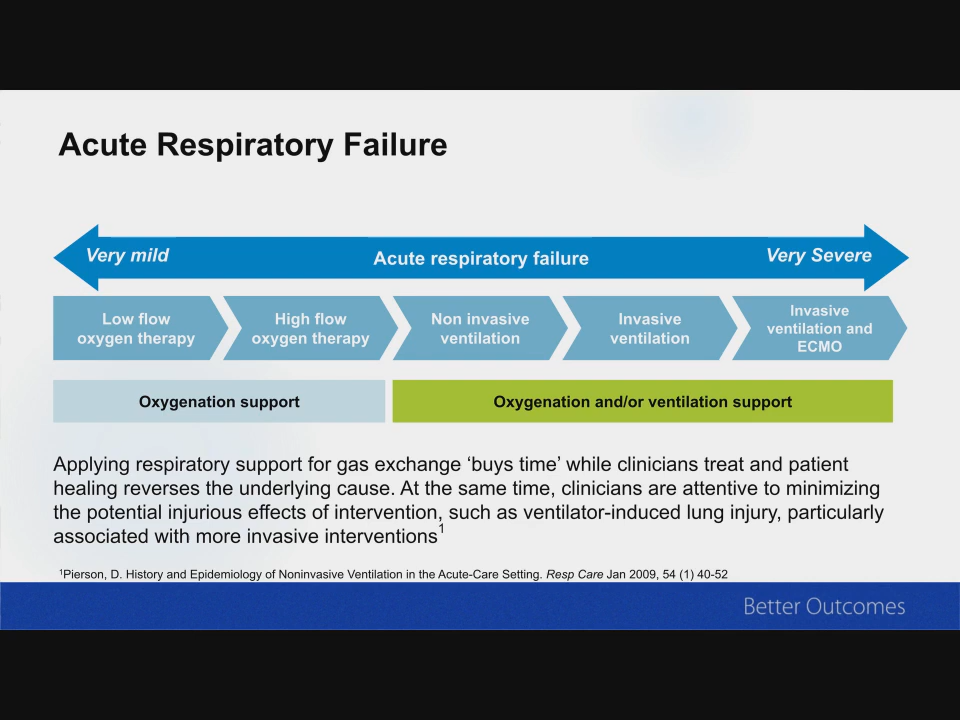 Acute Respiratory Failure
Very mild
Acute respiratory failure
Very Severe
Low flow
oxygen therapy
High flow
oxygen therapy
Non invasive
ventilation
Invasive
ventilation
Invasive
ventilation and
ECMO
Oxygenation support
Oxygenation and/or ventilation support
Applying respiratory support for gas exchange ‘buys time’ while clinicians treat and patient
healing reverses the underlying cause. At the same time, clinicians are attentive to minimizing
the potential injurious effects of intervention, such as ventilator-induced lung injury, particularly
associated with more invasive interventions¹
¹Pierson, D. History and Epidemiology of Noninvasive Ventilation in the Acute-Care Setting. Resp Care Jan 2009, 54 (1) 40-52
Better Outcomes